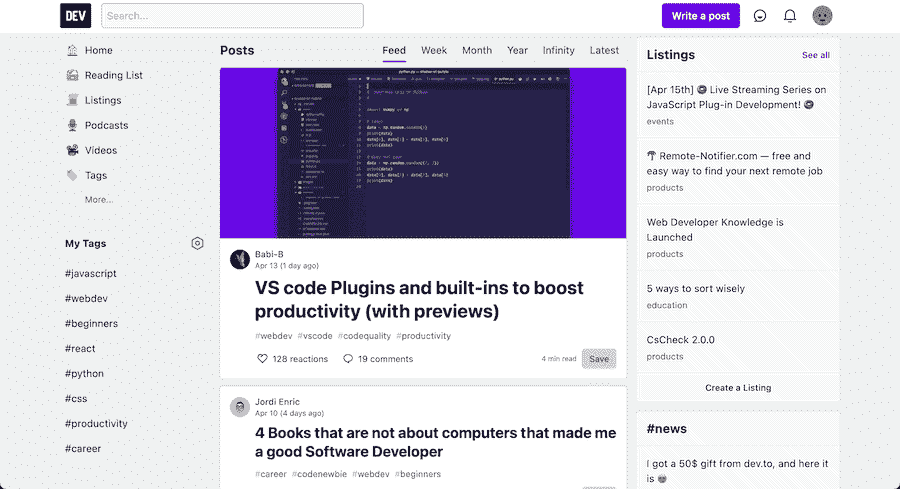 DEV
Search...
Write a post
Home
Reading List
Listings
Podcasts
Videos
Tags
More...
My Tags
#javascript
#webdev
#beginners
#react
#python
#css
#productivity
#career
Posts
Feed Week Month Year Infinity Latest
Babi-B
Apr 13 (1 day ago)
VS code Plugins and built-ins to boost
productivity (with previews)
#webdev #vscode #codequality #productivity
128 reactions 19 comments
4 min read Save
Jordi Enric
Apr 10 (4 days ago)
4 Books that are not about computers that made me
a good Software Developer
#career #codenewbie #webdev #beginners
Listings See all
[Apr 15th] Live Streaming Series on
JavaScript Plug-in Development!
events
Remote-Notifier.com — free and
easy way to find your next remote job
products
Web Developer Knowledge is
Launched
products
5 ways to sort wisely
education
CsCheck 2.0.0
products
Create a Listing
#news
I got a 50$ gift from dev.to, and here it
is